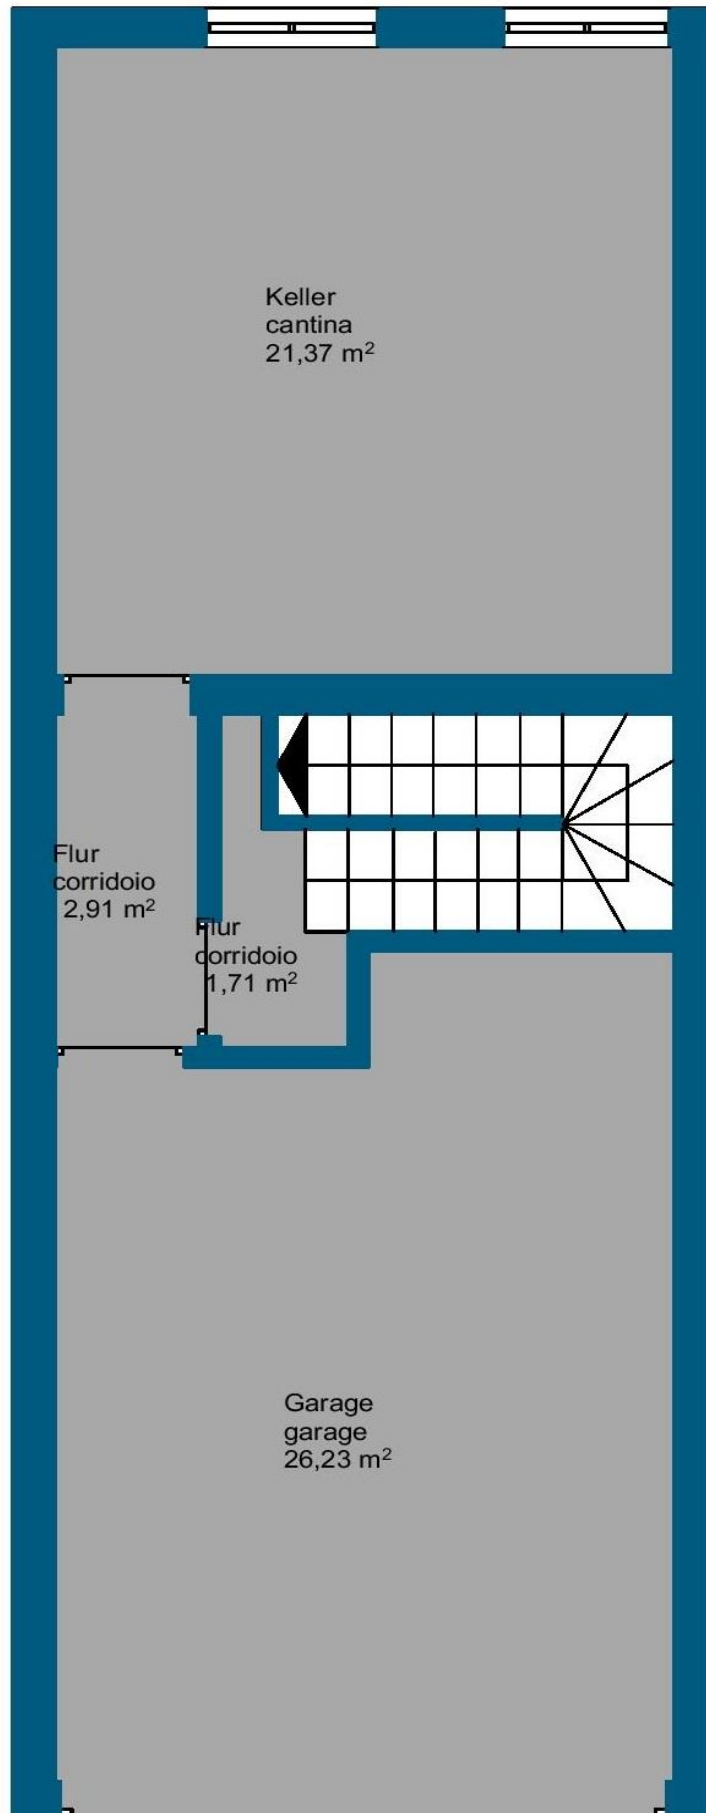 Keller
cantina
21,37 m²
Flur
corridoio
2,91 m²
Flur
corridoio
1,71 m²
Garage
garage
26,23 m²